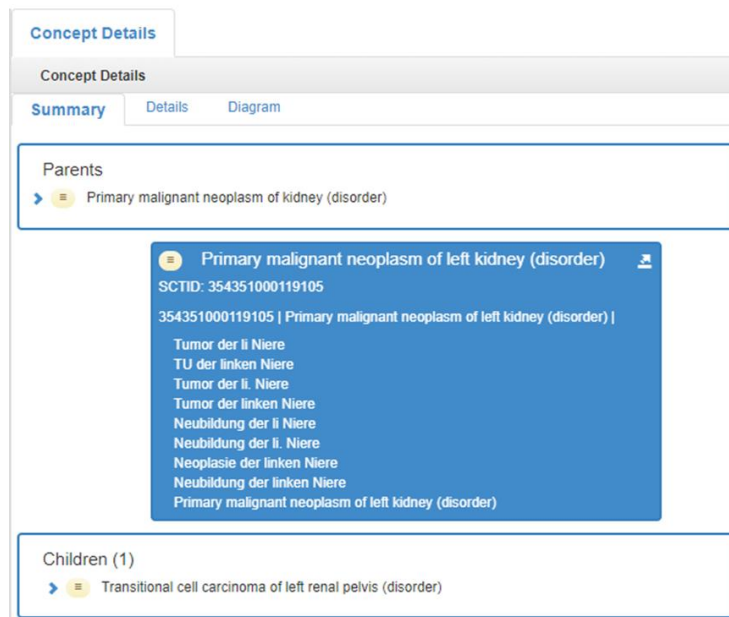 Concept Details
Concept Details
Summary Details Diagram
Parents
Primary malignant neoplasm of kidney (disorder)
Primary malignant neoplasm of left kidney (disorder)
SCTID: 354351000119105
354351000119105 | Primary malignant neoplasm of left kidney (disorder) |
Tumor der li Niere
TU der linken Niere
Tumor der li. Niere
Tumor der linken Niere
Neubildung der li Niere
Neubildung der li. Niere
Neoplasie der linken Niere
Neubildung der linken Niere
Primary malignant neoplasm of left kidney (disorder)
Children (1)
Transitional cell carcinoma of left renal pelvis (disorder)